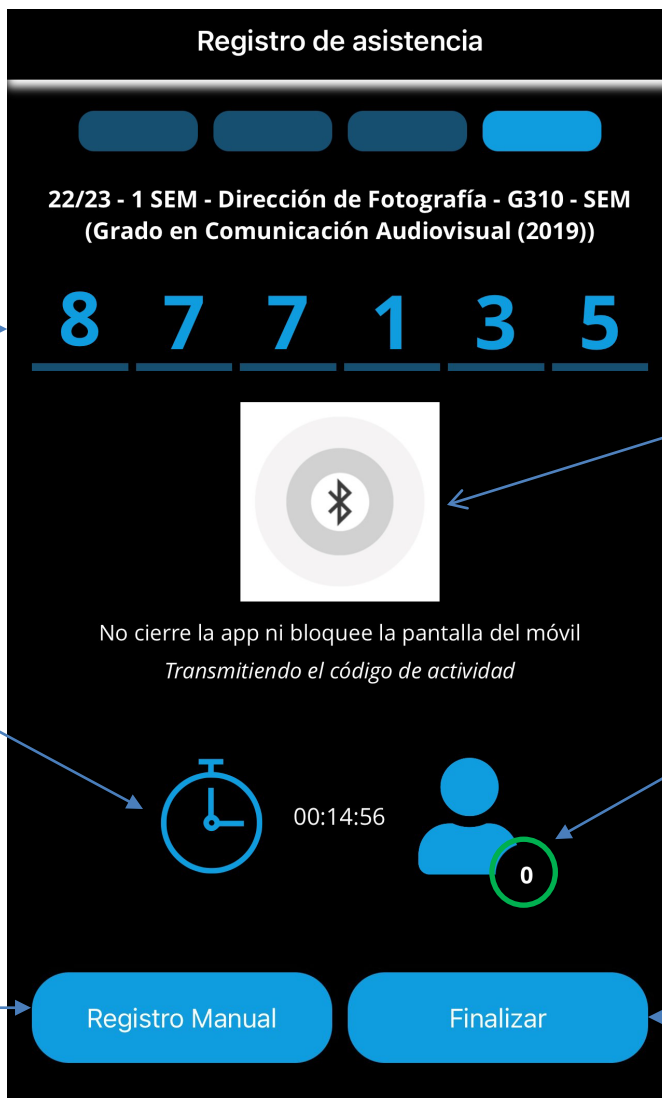 Registro de asistencia
22/23 - 1 SEM - Dirección de Fotografía - G310 - SEM
(Grado en Comunicación Audiovisual (2019))
8 7 7 1 3 5
No cierre la app ni bloquee la pantalla del móvil
Transmitiendo el código de actividad
00:14:56
0
Registro Manual Finalizar